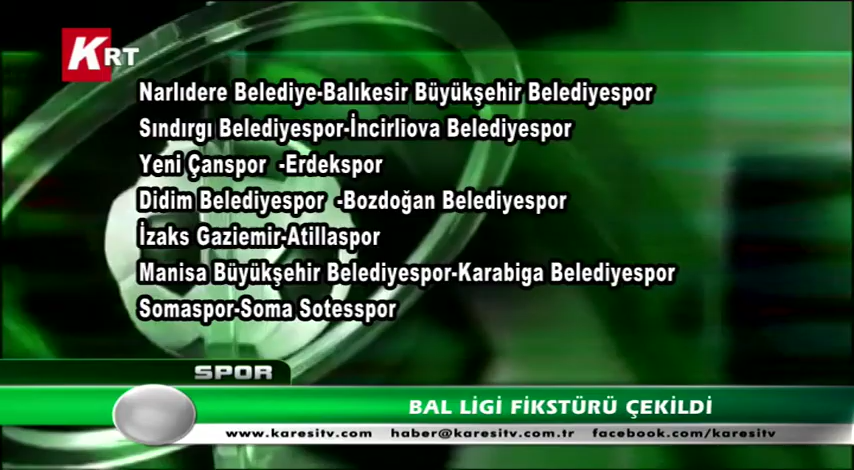 KRT
Narlıdere Belediye-Balıkesir Büyükşehir Belediyespor
Sındırgı Belediyespor-İncirliova Belediyespor
Yeni Çanspor -Erdekspor
Didim Belediyespor -Bozdoğan Belediyespor
İzaks Gaziemir-Atillaspor
Manisa Büyükşehir Belediyespor-Karabiga Belediyespor
Somaspor-Soma Sotesspor
SPOR
BAL LİGİ FİKSTÜRÜ ÇEKİLDİ
www.karesitv.com haber@karesitv.com.tr facebook.com/karesitv